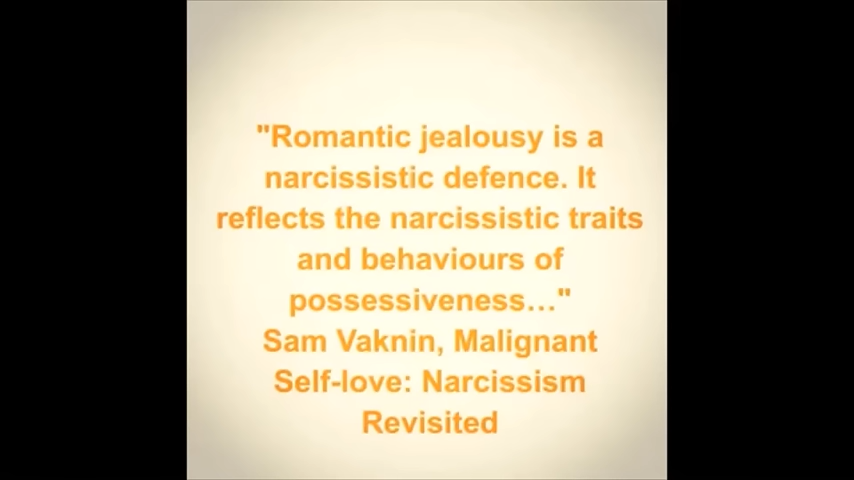 "Romantic jealousy is a
narcissistic defence. It
reflects the narcissistic traits
and behaviours of
possessiveness..."
Sam Vaknin, Malignant
Self-love: Narcissism
Revisited